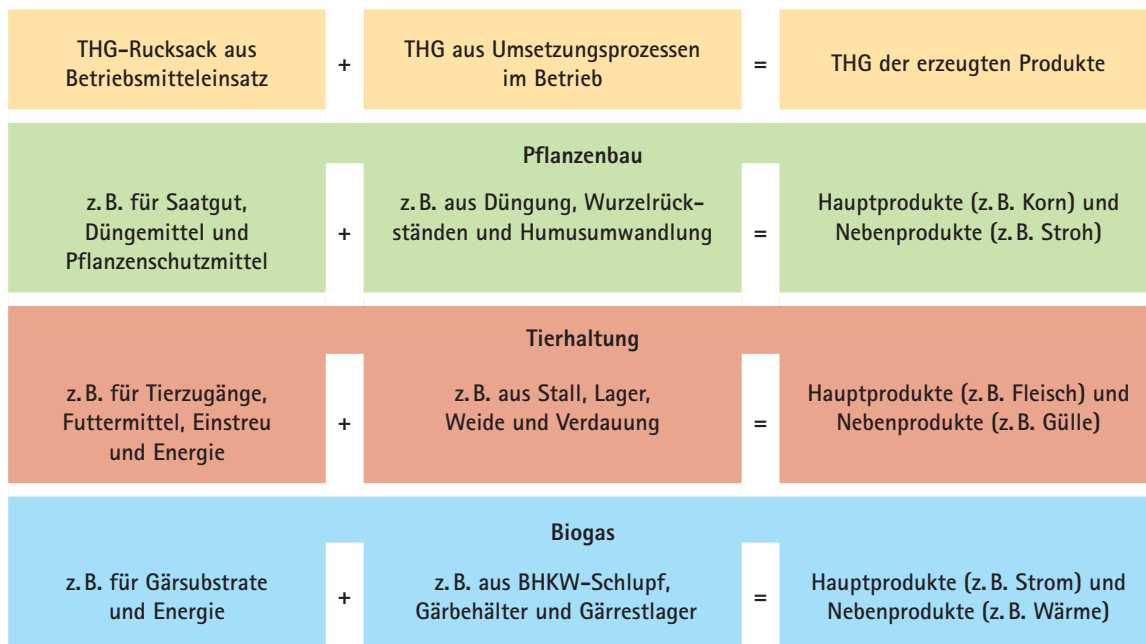 THG-Rucksack aus
Betriebsmitteleinsatz
+
THG aus Umsetzungsprozessen
im Betrieb
=
THG der erzeugten Produkte
Pflanzenbau
z. B. für Saatgut,
Düngemittel und
Pflanzenschutzmittel
+
z. B. aus Düngung, Wurzelrück-
ständen und Humusumwandlung
=
Hauptprodukte (z. B. Korn) und
Nebenprodukte (z. B. Stroh)
Tierhaltung
z. B. für Tierzugänge,
Futtermittel, Einstreu
und Energie
+
z. B. aus Stall, Lager,
Weide und Verdauung
=
Hauptprodukte (z. B. Fleisch) und
Nebenprodukte (z. B. Gülle)
Biogas
z. B. für Gärsubstrate
und Energie
+
z. B. aus BHKW-Schlupf,
Gärbehälter und Gärrestlager
=
Hauptprodukte (z. B. Strom) und
Nebenprodukte (z. B. Wärme)